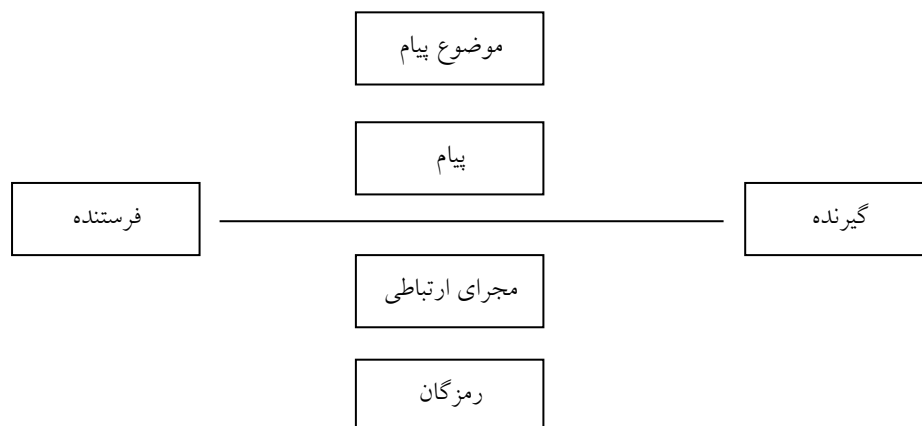 موضوع پیام
پیام
گیرنده
فرستنده
مجرای ارتباطی
رمزگان